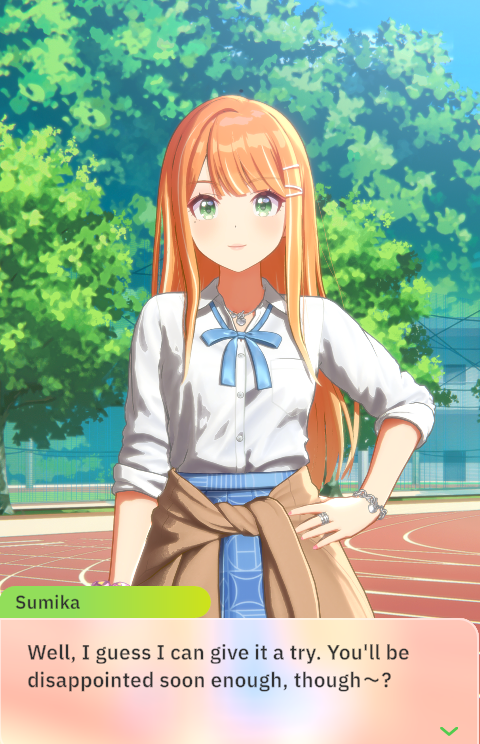 Sumika
Well, I guess I can give it a try. You'll be
disappointed soon enough, though～?